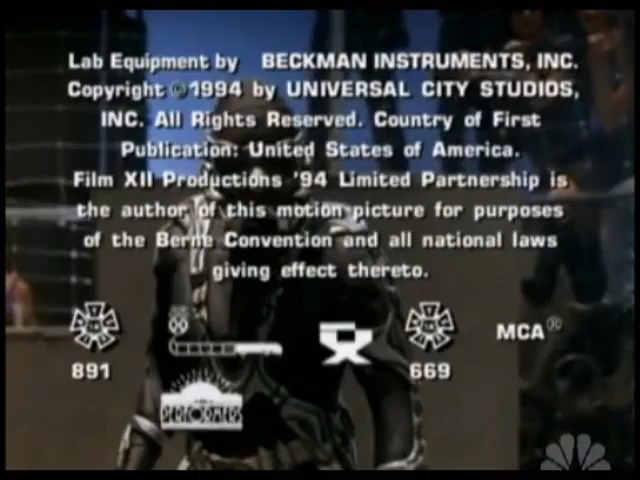 Lab Equipment by BECKMAN INSTRUMENTS, INC.
Copyright ©1994 by UNIVERSAL CITY STUDIOS,
INC. All Rights Reserved. Country of First
Publication: United States of America.
Film XII Productions '94 Limited Partnership is
the author of this motion picture for purposes
of the Berne Convention and all national laws
giving effect thereto.
MCA®
891
669
PERFORMERS